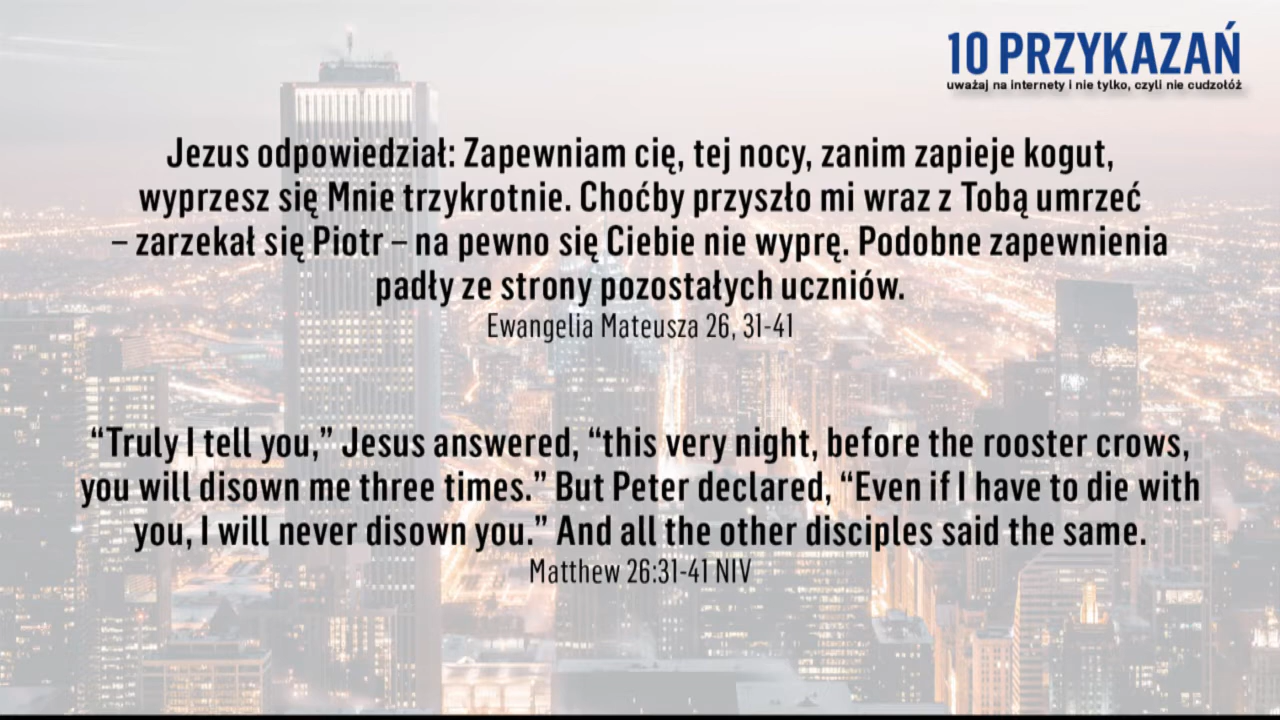 10 PRZYKAZAŃ
uważaj na internety i nie tylko, czyli nie cudzołóż
Jezus odpowiedział: Zapewniam cię, tej nocy, zanim zapieje kogut,
wyprzesz się Mnie trzykrotnie. Choćby przyszło mi wraz z Tobą umrzeć
– zarzekał się Piotr – na pewno się Ciebie nie wyprę. Podobne zapewnienia
padły ze strony pozostałych uczniów.
Ewangelia Mateusza 26, 31-41
“Truly I tell you,” Jesus answered, “this very night, before the rooster crows,
you will disown me three times.” But Peter declared, “Even if I have to die with
you, I will never disown you.” And all the other disciples said the same.
Matthew 26:31-41 NIV